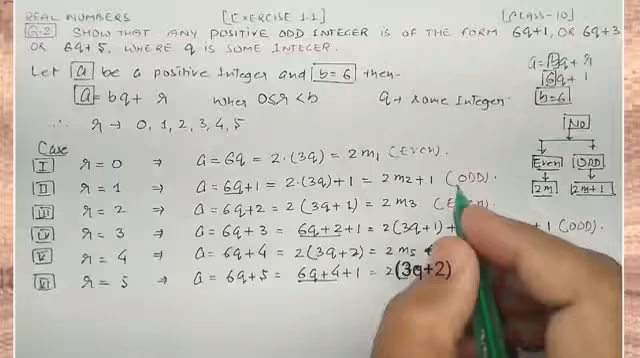 REAL NUMBERS [EXERCISE 1.1] [CLASS-10]
Q.2 SHOW THAT ANY POSITIVE ODD INTEGER IS OF THE FORM 6q+1, OR 6q+3
OR 6q+5, WHERE q IS SOME INTEGER.
a = bq + r
6q + 1
b=6
Let a be a positive Integer and b=6 then-
a = bq + r when 0≤r<b q→ some Integer.
∴ r → 0, 1, 2, 3, 4, 5
NO
Even ODD
2m 2m+1
Case
I r = 0 ⇒ a = 6q = 2·(3q) = 2m1 (Even).
II r = 1 ⇒ a = 6q+1 = 2·(3q)+1 = 2m2+1 (ODD).
III r = 2 ⇒ a = 6q+2 = 2(3q+1) = 2m3
IV r = 3 ⇒ a = 6q+3 = 6q+2+1 = 2(3q+1)+ +1 (ODD).
V r = 4 ⇒ a = 6q+4 = 2(3q+2) = 2m5
VI r = 5 ⇒ a = 6q+5 = 6q+4+1 = 2(3q+2)